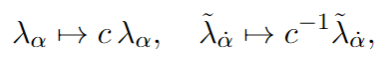 λ_α ↦ c λ_α, λ̃_α̇ ↦ c⁻¹ λ̃_α̇,